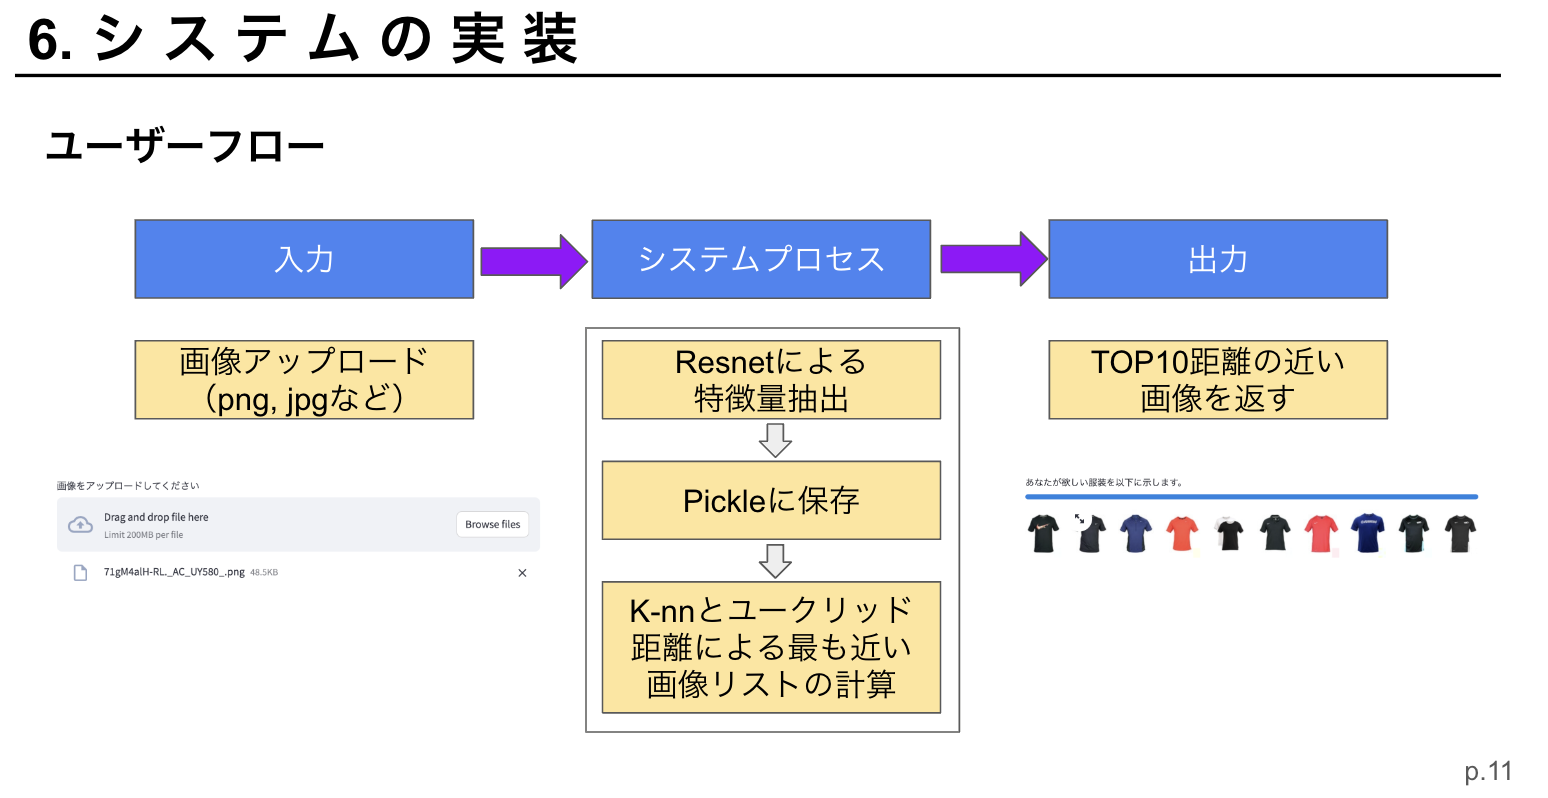 6. システムの実装
ユーザーフロー
入力
システムプロセス
出力
画像アップロード
（png, jpgなど）
Resnetによる
特徴量抽出
TOP10距離の近い
画像を返す
Pickleに保存
K-nnとユークリッド
距離による最も近い
画像リストの計算
画像をアップロードしてください
Drag and drop file here
Limit 200MB per file
Browse files
71gM4alH-RL._AC_UY580_.png 48.5KB
あなたが欲しい服装を以下に示します。
p.11